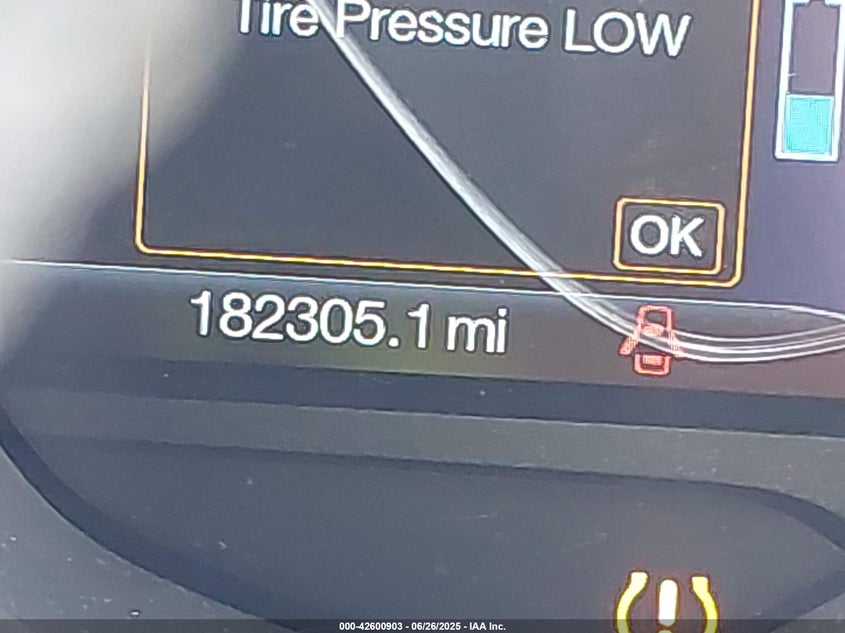 Tire Pressure LOW
OK
182305.1 mi
000-42600903 - 06/26/2025 - IAA Inc.